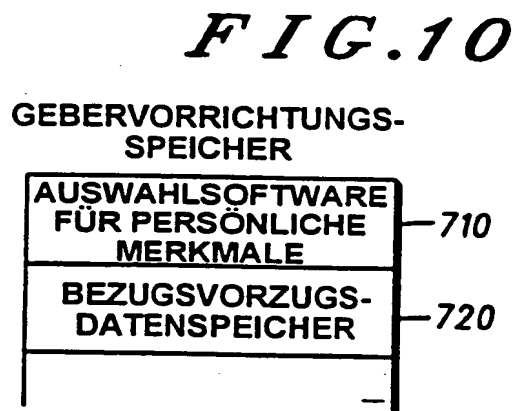 FIG.10
GEBERVORRICHTUNGS-
SPEICHER
AUSWAHLSOFTWARE
FÜR PERSÖNLICHE
MERKMALE
710
BEZUGSVORZUGS-
DATENSPEICHER
720